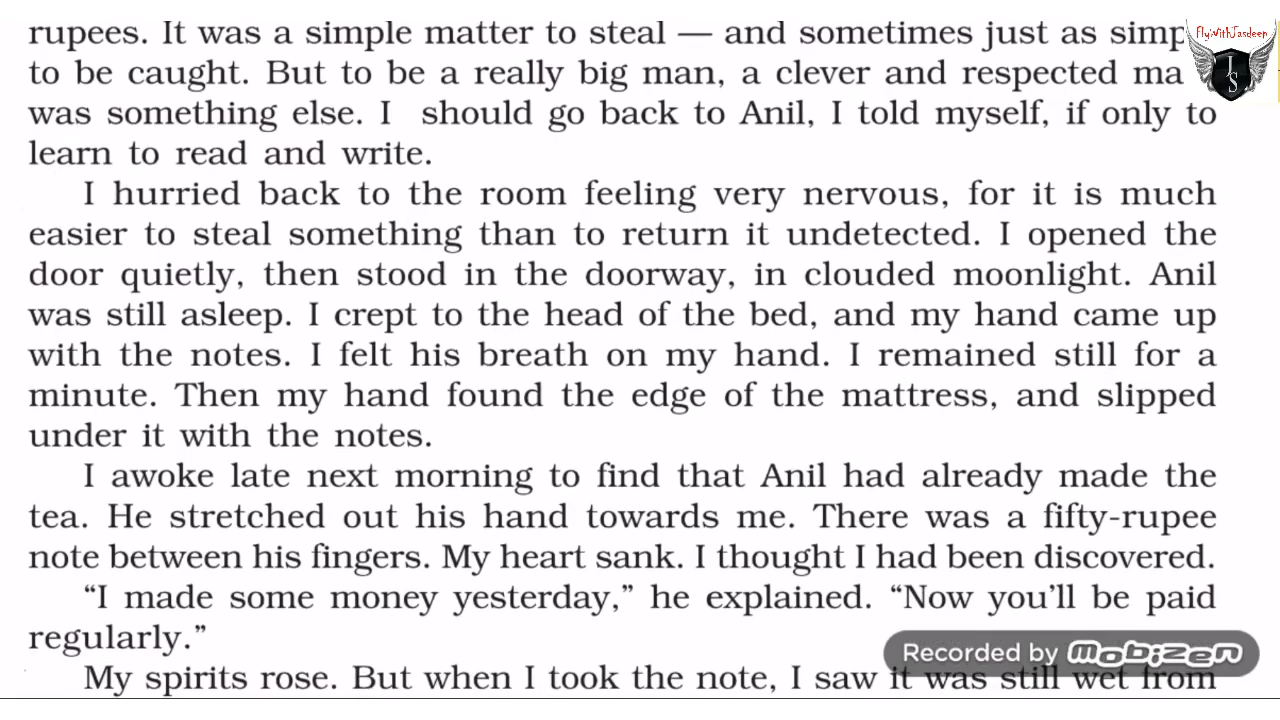 rupees. It was a simple matter to steal — and sometimes just as simp
to be caught. But to be a really big man, a clever and respected ma
was something else. I should go back to Anil, I told myself, if only to
learn to read and write.
I hurried back to the room feeling very nervous, for it is much
easier to steal something than to return it undetected. I opened the
door quietly, then stood in the doorway, in clouded moonlight. Anil
was still asleep. I crept to the head of the bed, and my hand came up
with the notes. I felt his breath on my hand. I remained still for a
minute. Then my hand found the edge of the mattress, and slipped
under it with the notes.
I awoke late next morning to find that Anil had already made the
tea. He stretched out his hand towards me. There was a fifty-rupee
note between his fingers. My heart sank. I thought I had been discovered.
“I made some money yesterday,” he explained. “Now you’ll be paid
regularly.”
My spirits rose. But when I took the note, I saw it was still wet from
FlyWithJasdeep
JS
Recorded by mobizen